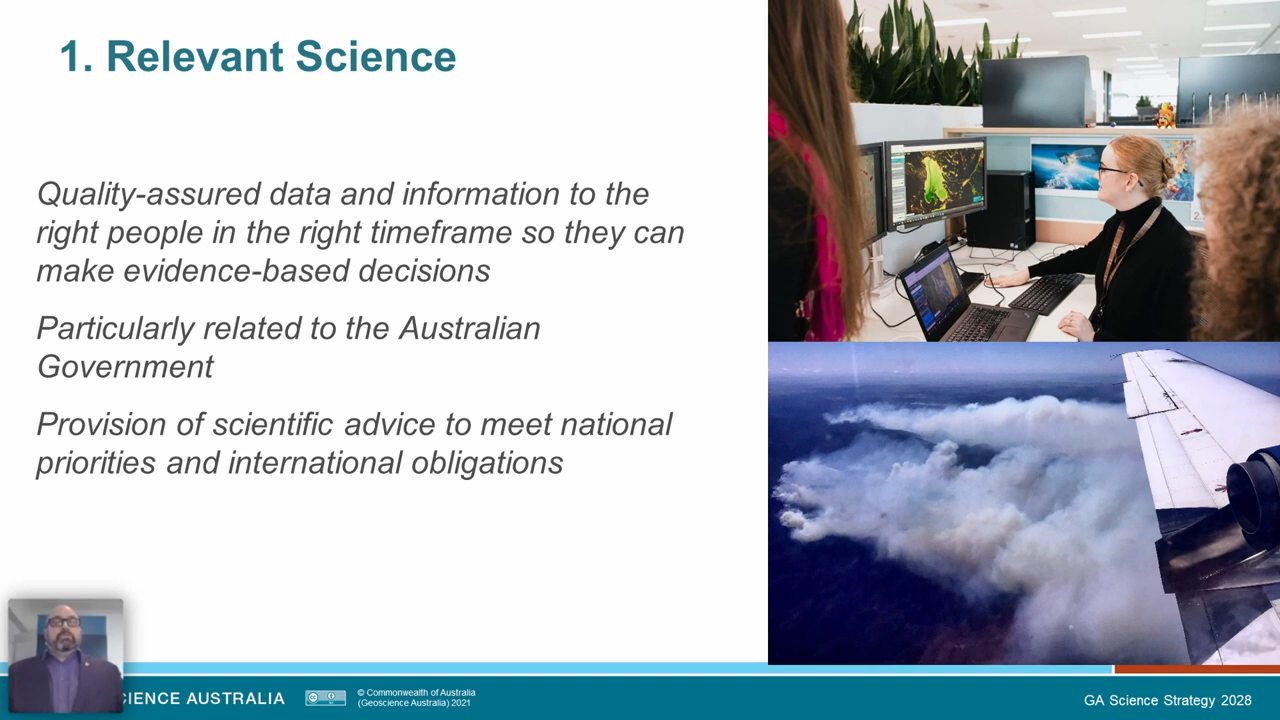 1. Relevant Science
Quality-assured data and information to the
right people in the right timeframe so they can
make evidence-based decisions
Particularly related to the Australian
Government
Provision of scientific advice to meet national
priorities and international obligations
CIENCE AUSTRALIA
© Commonwealth of Australia
(Geoscience Australia) 2021
GA Science Strategy 2028